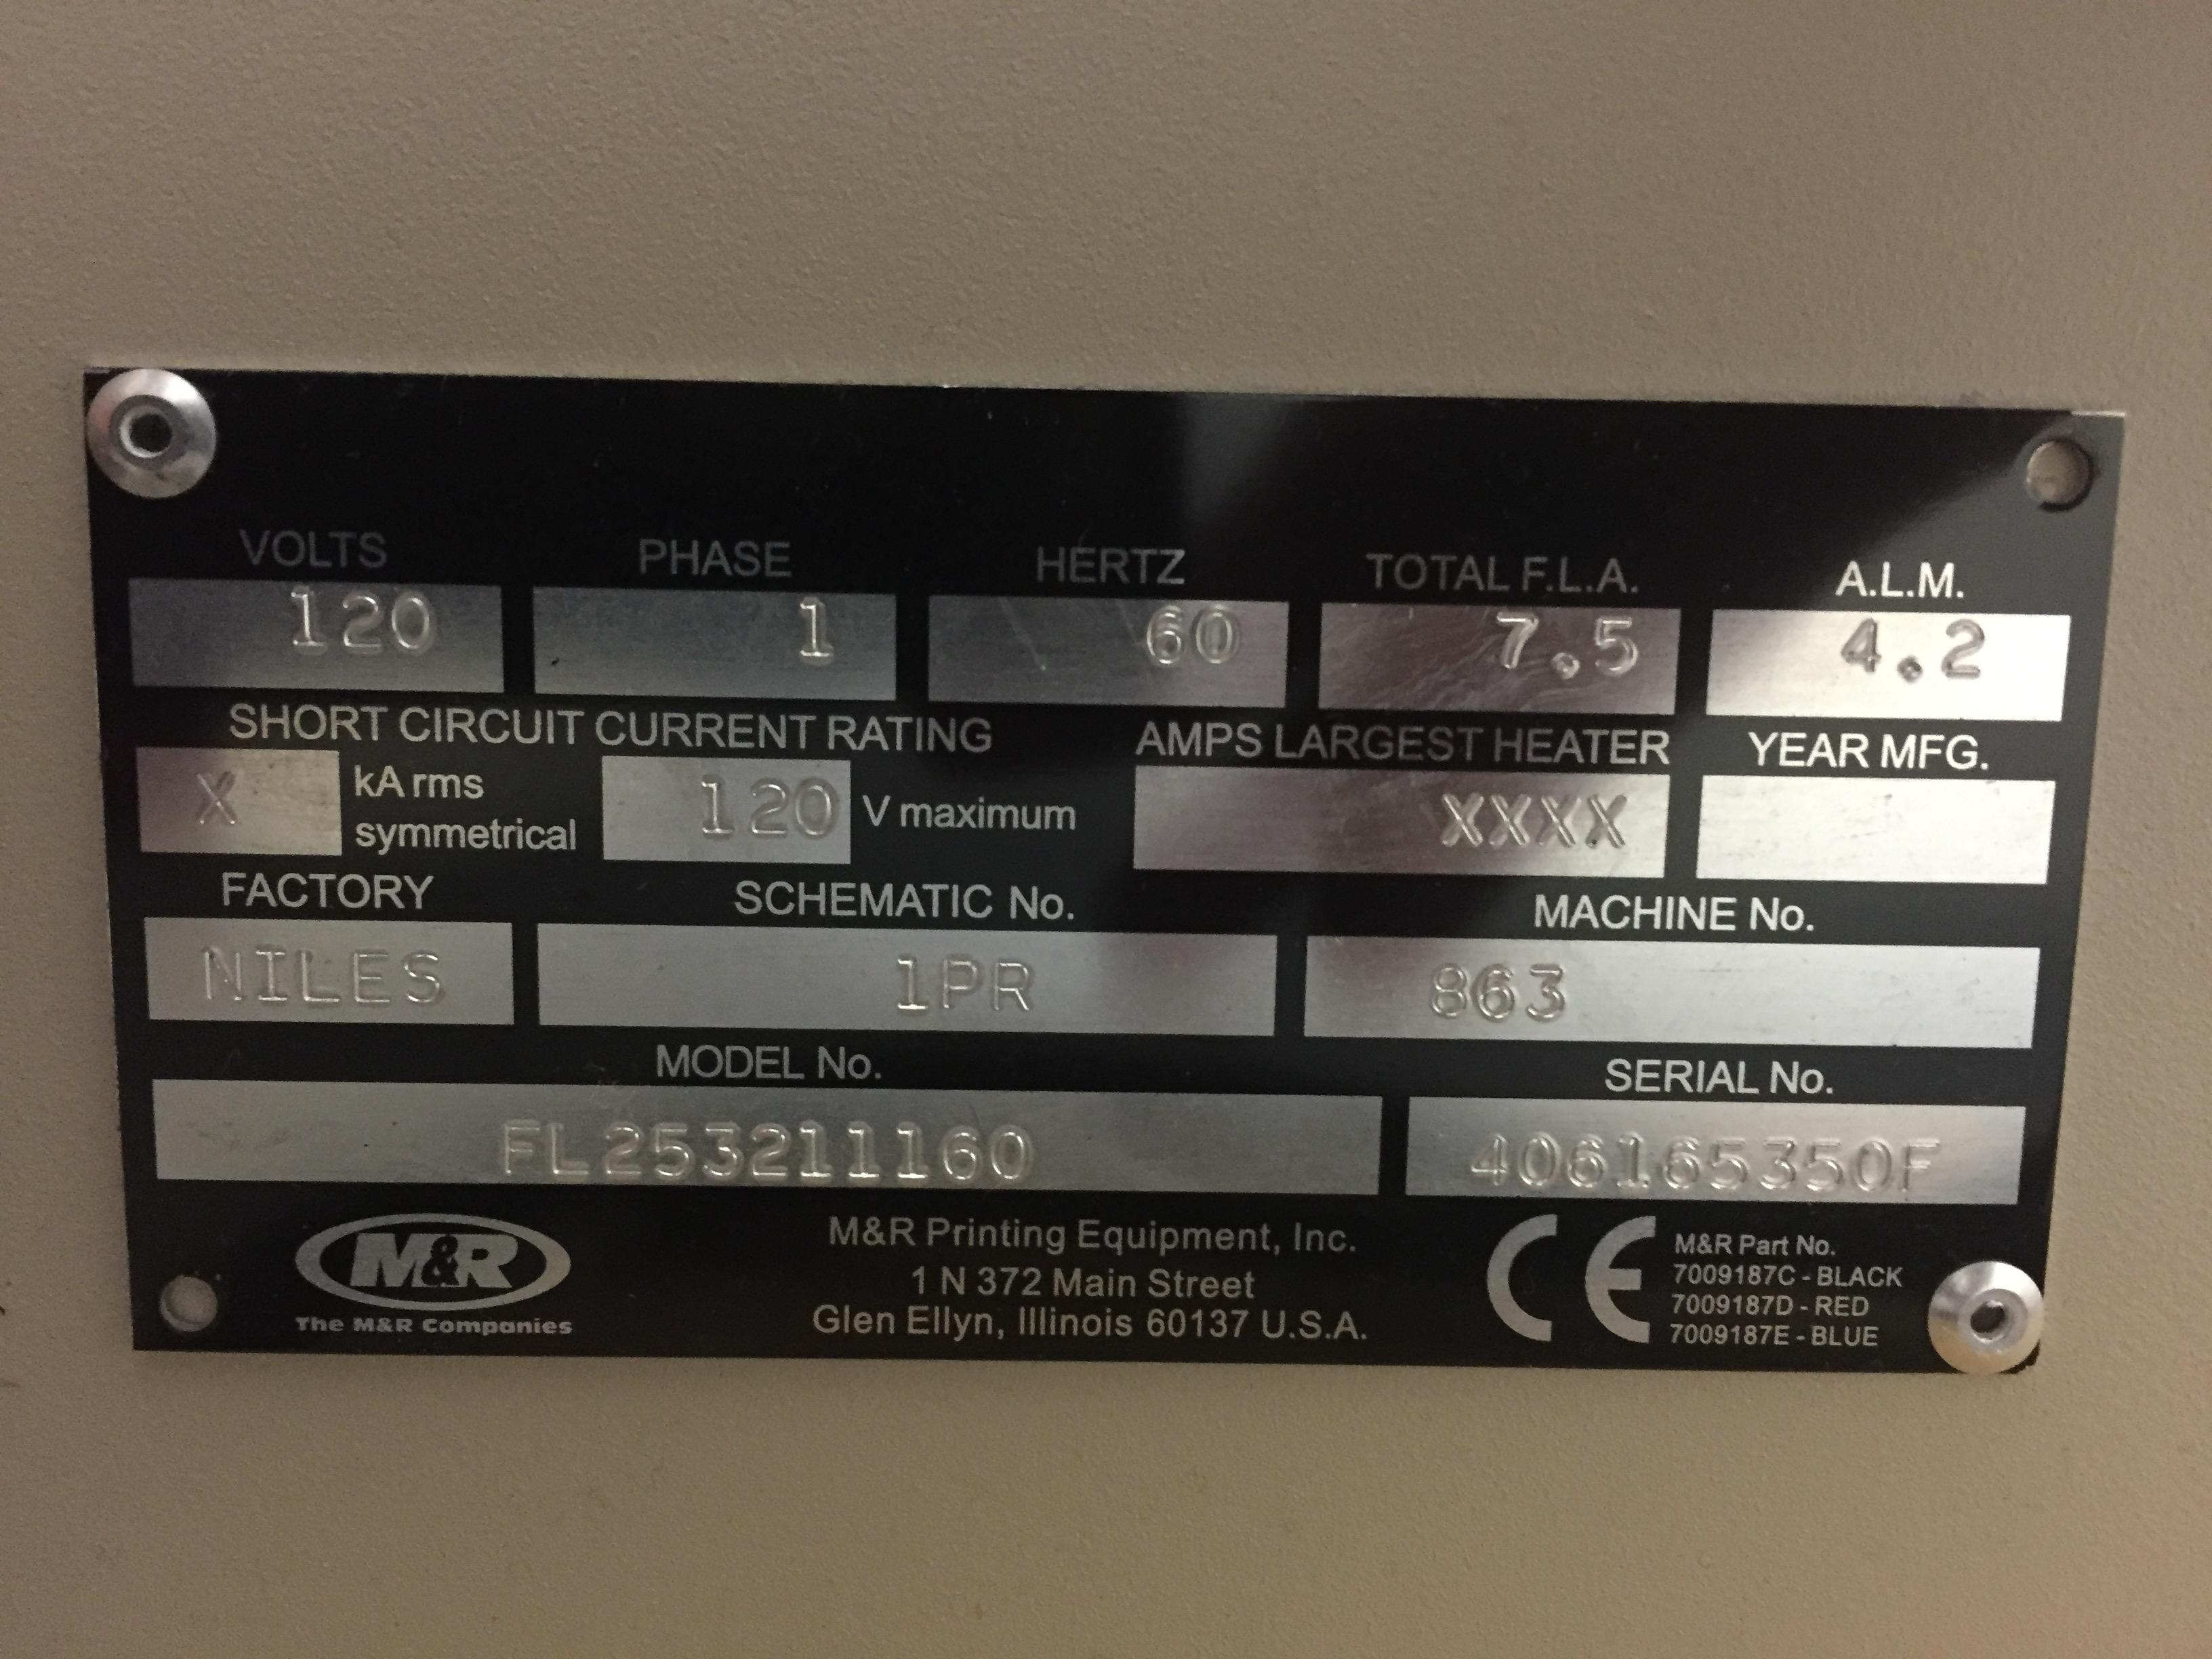 VOLTS PHASE HERTZ TOTAL F.L.A. A.L.M.
120 1 60 7.5 4.2
SHORT CIRCUIT CURRENT RATING AMPS LARGEST HEATER YEAR MFG.
X kA rms symmetrical 120 V maximum XXXX
FACTORY SCHEMATIC No. MACHINE No.
NILES 1PR 863
MODEL No. SERIAL No.
FL253211160 406165350F
M&R
The M&R Companies
M&R Printing Equipment, Inc.
1 N 372 Main Street
Glen Ellyn, Illinois 60137 U.S.A.
CE
M&R Part No.
7009187C - BLACK
7009187D - RED
7009187E - BLUE